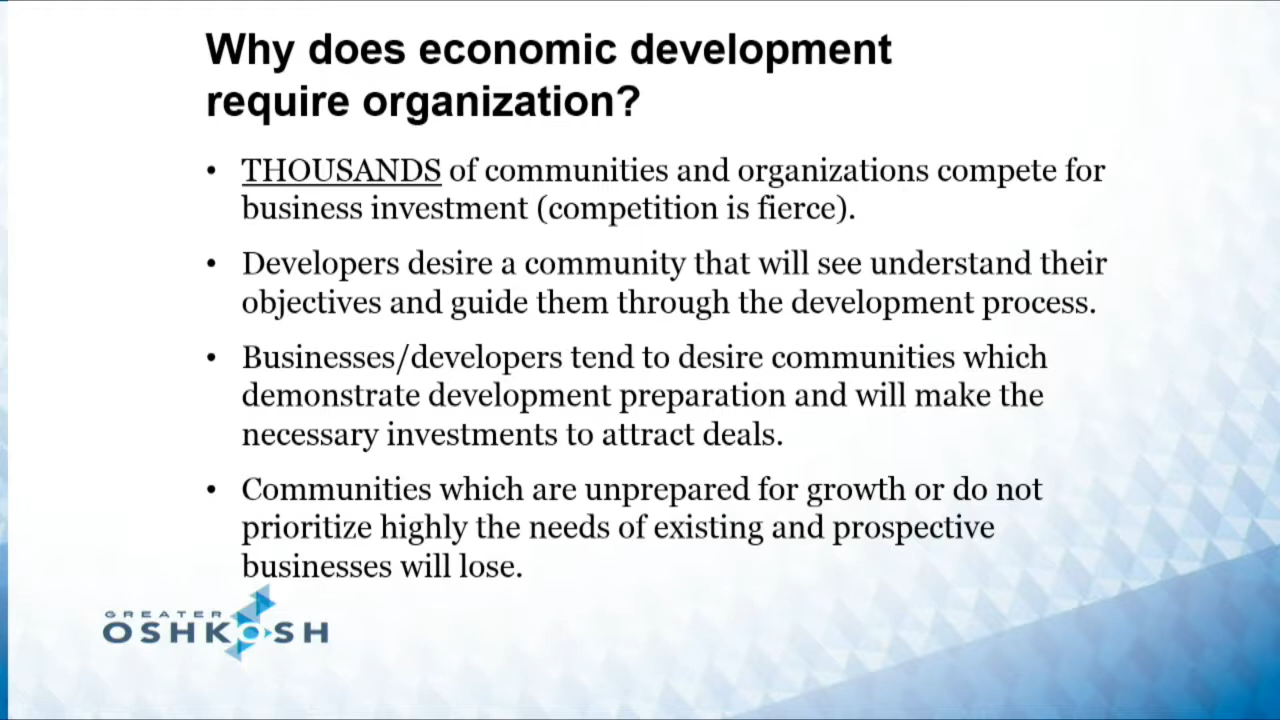 Why does economic development
require organization?
• THOUSANDS of communities and organizations compete for
business investment (competition is fierce).
• Developers desire a community that will see understand their
objectives and guide them through the development process.
• Businesses/developers tend to desire communities which
demonstrate development preparation and will make the
necessary investments to attract deals.
• Communities which are unprepared for growth or do not
prioritize highly the needs of existing and prospective
businesses will lose.
GREATER
OSHKOSH